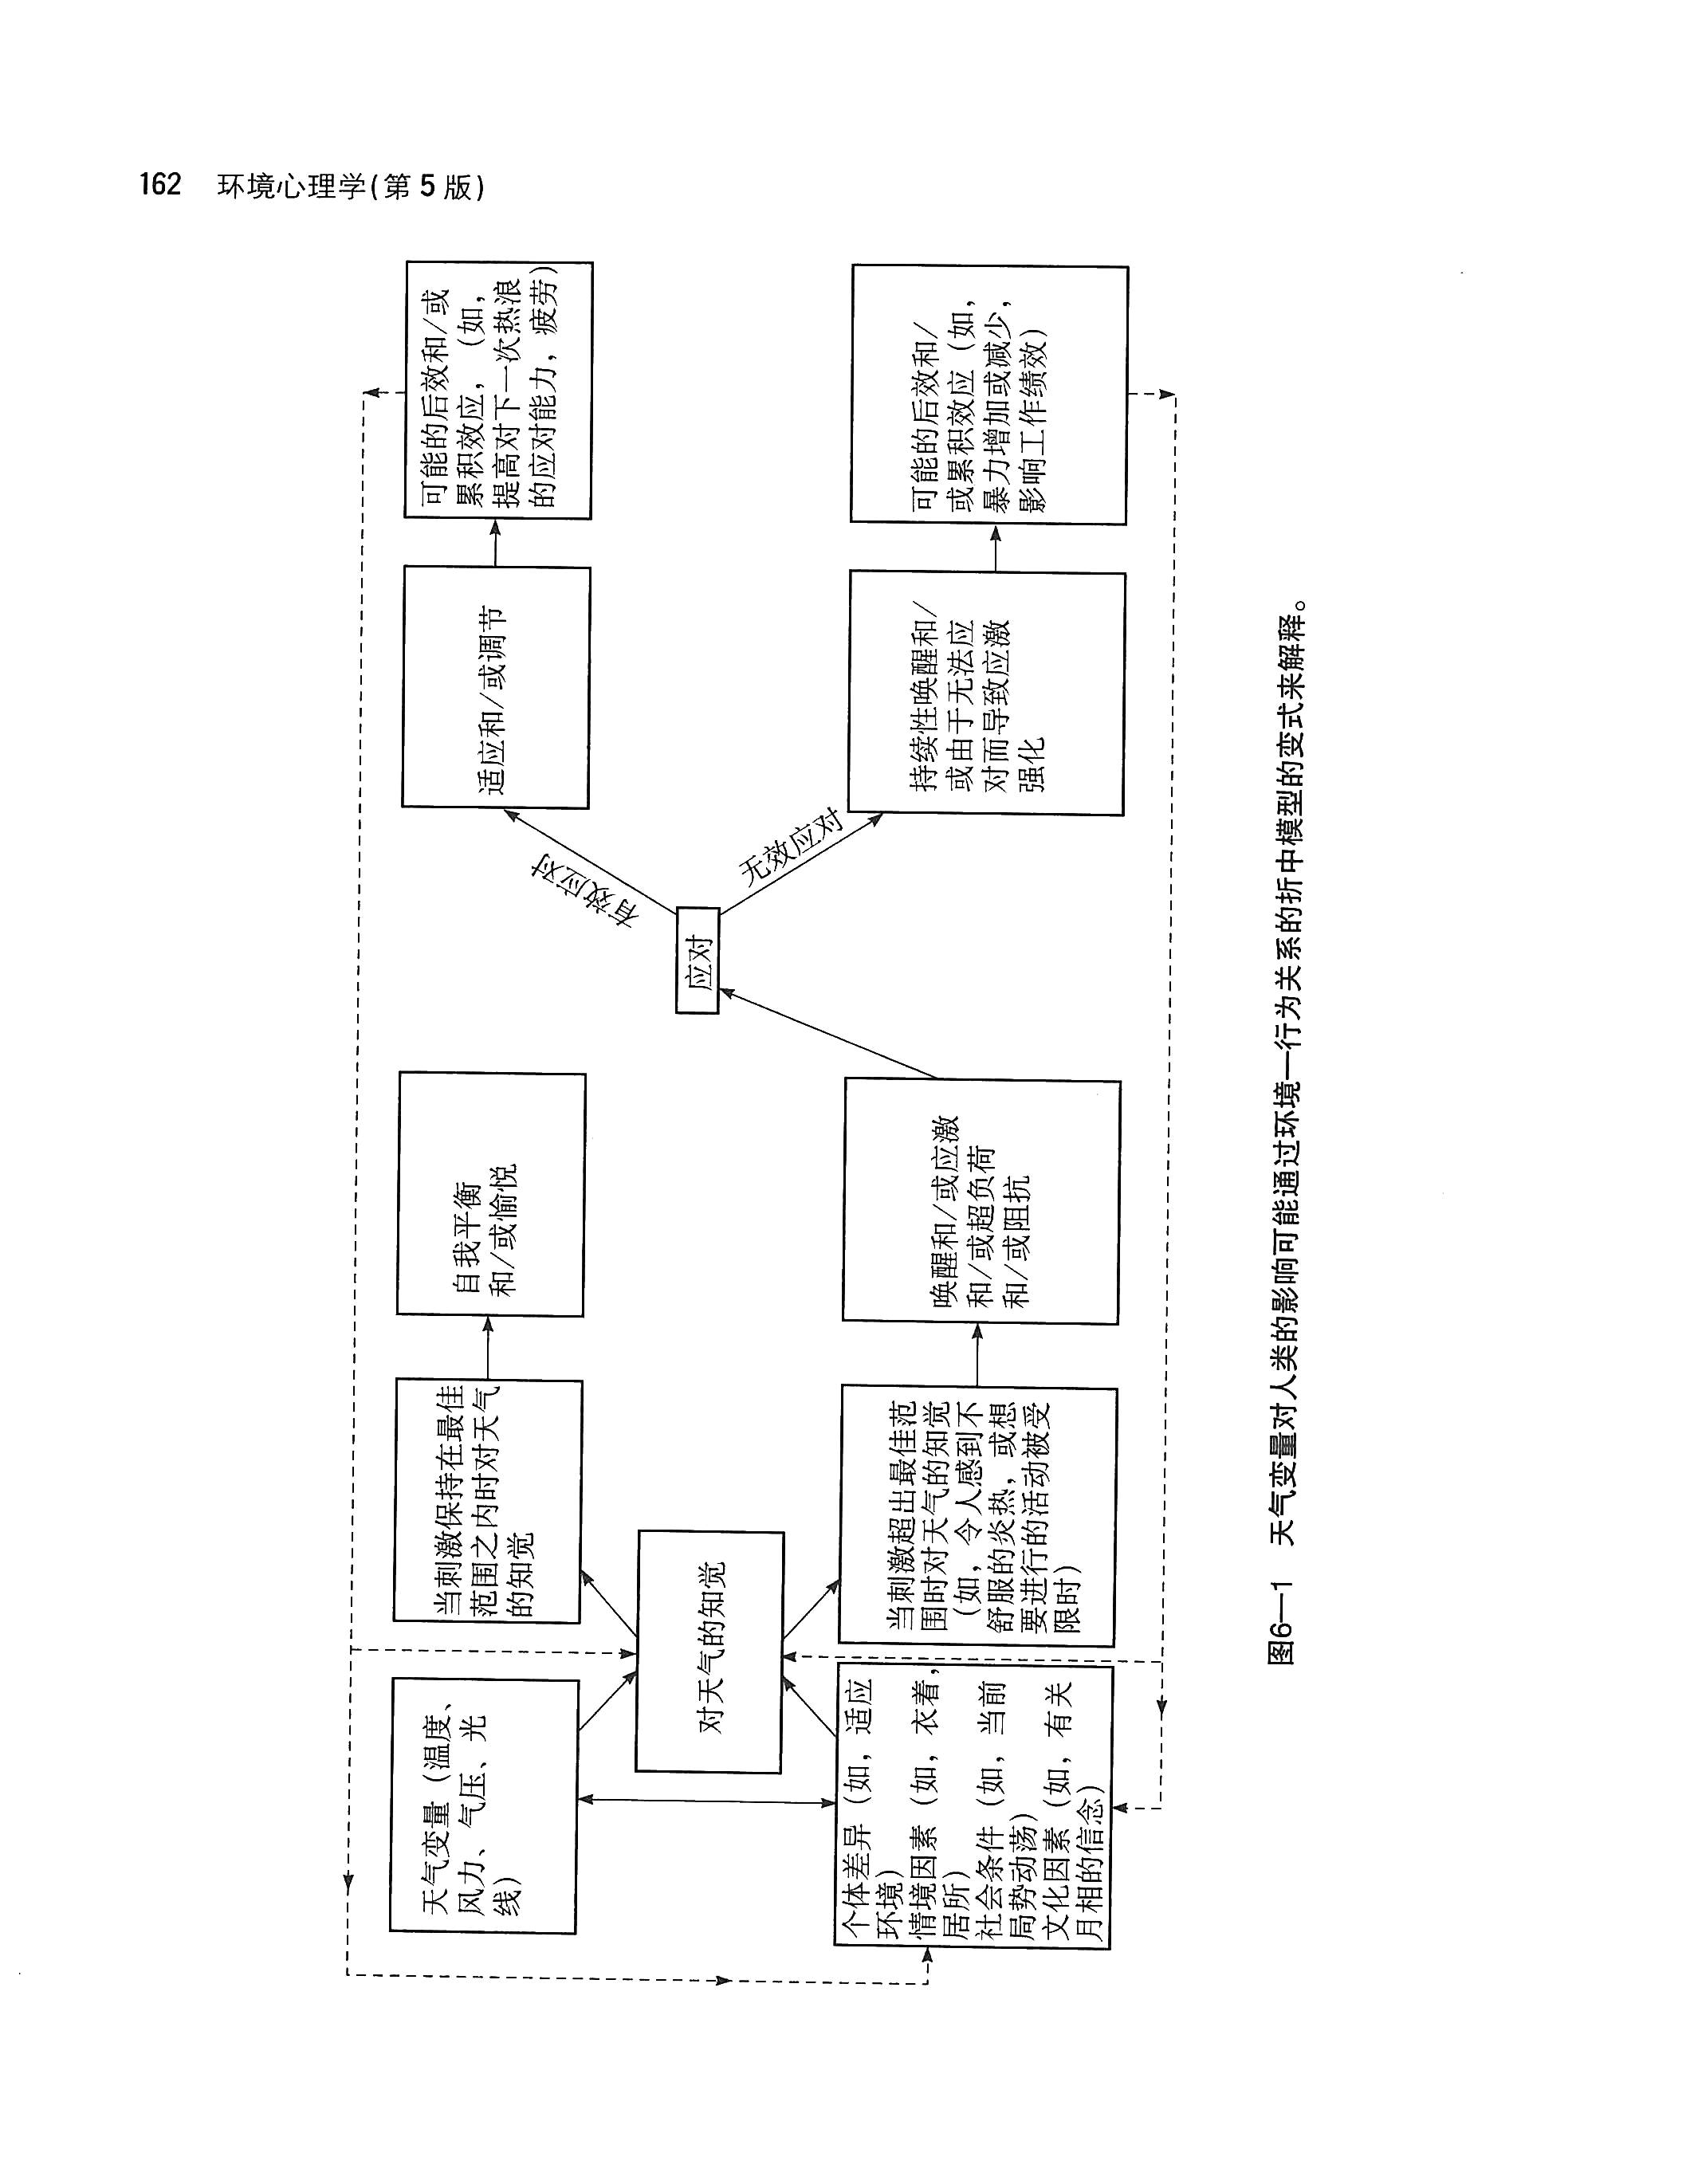 162 环境心理学(第5版)
天气变量（温度、
风力、气压、光
线）
个体差异（如，适应
环境）
情境因素（如，衣着，
居所）
社会条件（如，当前
局势动荡）
文化因素（如，有关
月相的信念）
对天气的知觉
当刺激保持在最佳
范围之内时对天气
的知觉
当刺激超出最佳范
围时对天气的知觉
（如，令人感到不
舒服的炎热，或想
要进行的活动被受
限时）
自我平衡
和/或愉悦
唤醒和/或应激
和/或超负荷
和/或阻抗
应对
有效应对
无效应对
适应和/或调节
持续性唤醒和/
或由于无法应
对而导致应激
强化
可能的后效和/或
累积效应，（如，
提高对下一次热浪
的应对能力，疲劳）
可能的后效和/
或累积效应（如，
暴力增加或减少，
影响工作绩效）
图6—1 天气变量对人类的影响可能通过环境—行为关系的折中模型的变式来解释。